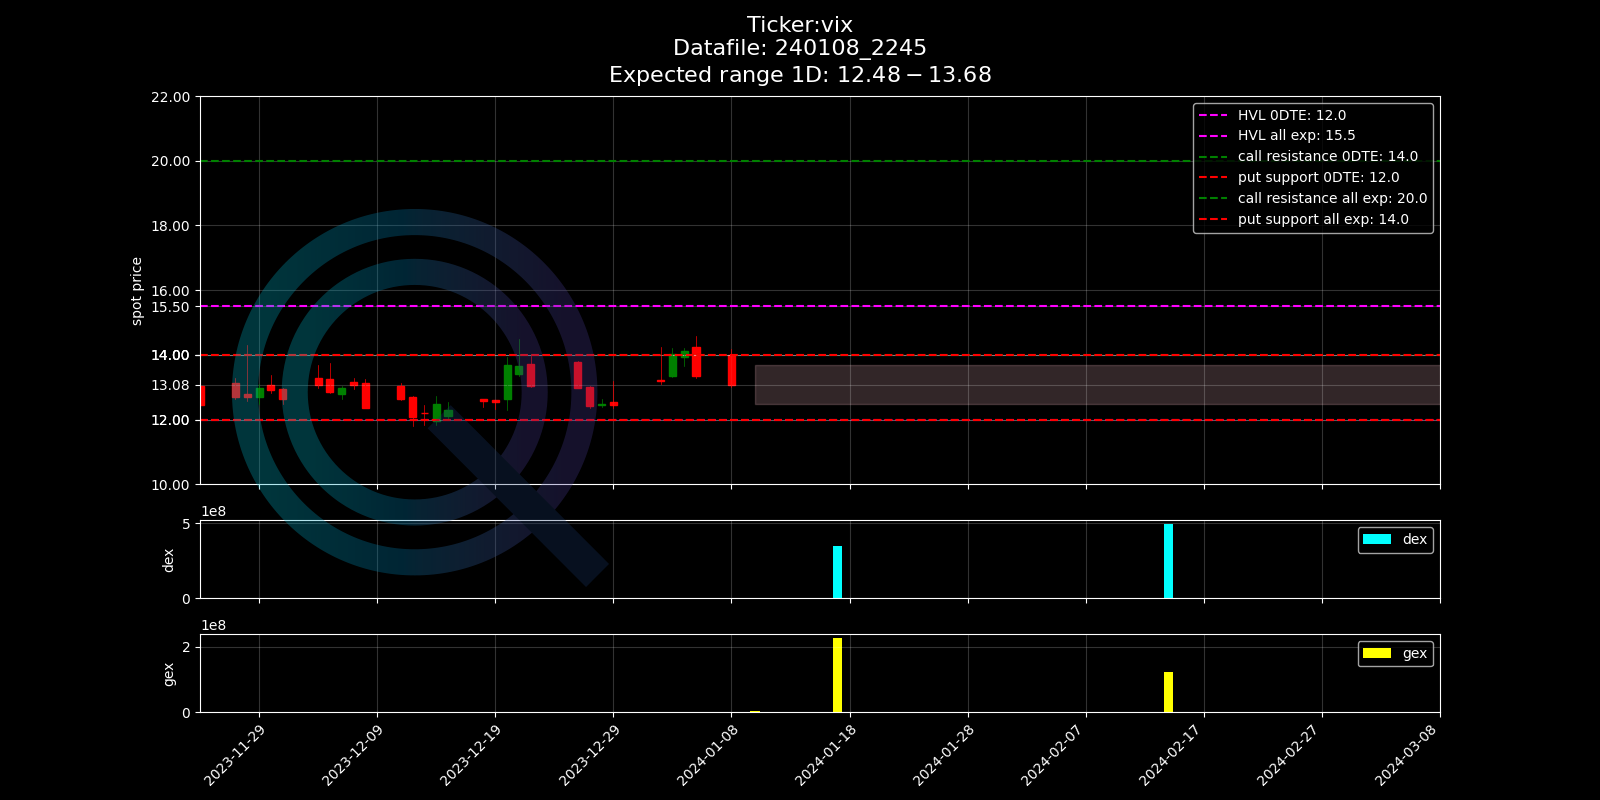 Ticker:vix
Datafile: 240108_2245
Expected range 1D: 12.48 − 13.68
22.00
20.00
18.00
16.00
15.50
14.00
13.08
12.00
10.00
spot price
HVL 0DTE: 12.0
HVL all exp: 15.5
call resistance 0DTE: 14.0
put support 0DTE: 12.0
call resistance all exp: 20.0
put support all exp: 14.0
1e8
5
0
dex
dex
1e8
2
0
gex
gex
2023-11-29
2023-12-09
2023-12-19
2023-12-29
2024-01-08
2024-01-18
2024-01-28
2024-02-07
2024-02-17
2024-02-27
2024-03-08